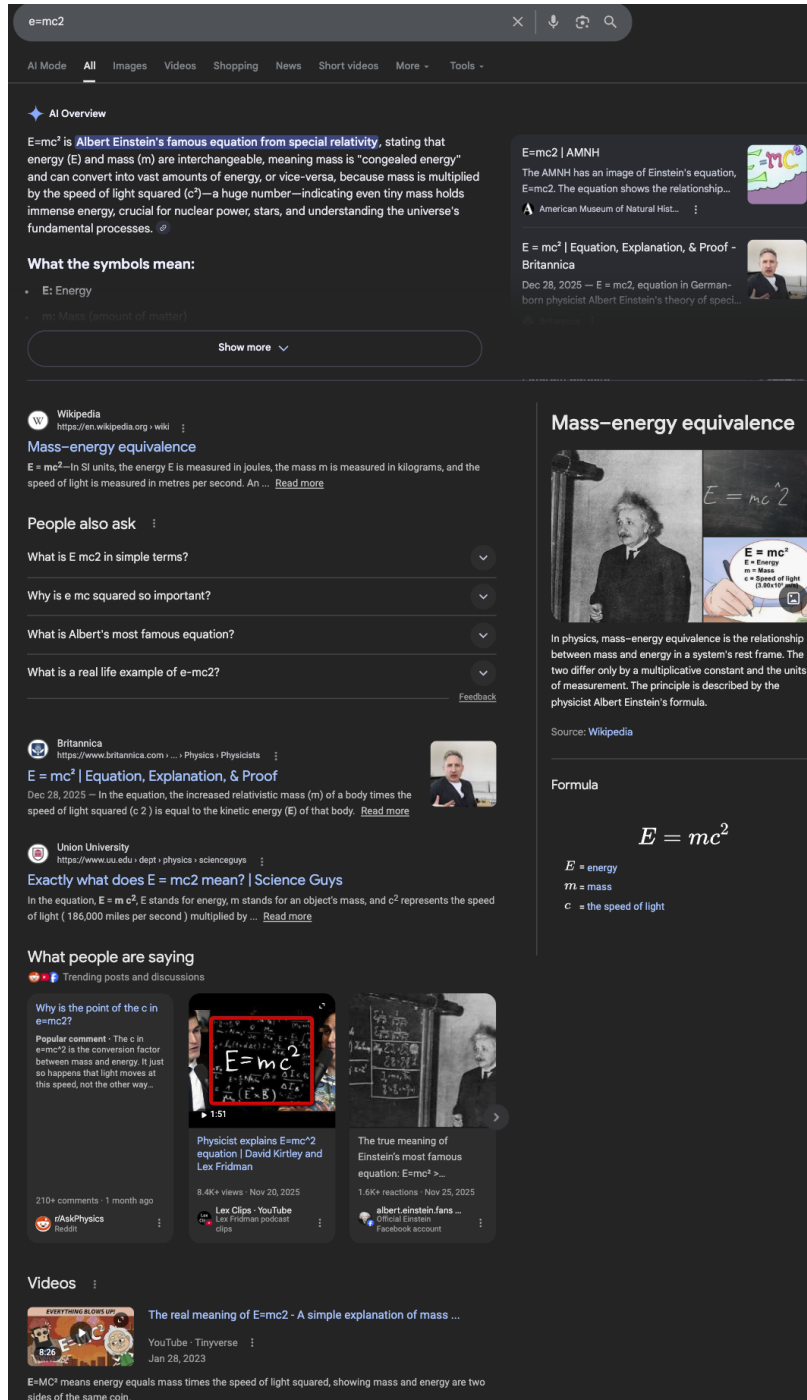 e=mc2
AI Mode All Images Videos Shopping News Short videos More Tools
AI Overview
E=mc² is Albert Einstein's famous equation from special relativity, stating that
energy (E) and mass (m) are interchangeable, meaning mass is "congealed energy"
and can convert into vast amounts of energy, or vice-versa, because mass is multiplied
by the speed of light squared (c²)—a huge number—indicating even tiny mass holds
immense energy, crucial for nuclear power, stars, and understanding the universe's
fundamental processes.
What the symbols mean:
• E: Energy
• m: Mass (amount of matter)
Show more
E=mc2 | AMNH
The AMNH has an image of Einstein's equation,
E=mc2. The equation shows the relationship...
American Museum of Natural Hist...
E=MC²
E = mc² | Equation, Explanation, & Proof -
Britannica
Dec 28, 2025 — E = mc2, equation in German-
born physicist Albert Einstein's theory of speci...
Wikipedia
https://en.wikipedia.org › wiki
Mass–energy equivalence
E = mc²—In SI units, the energy E is measured in joules, the mass m is measured in kilograms, and the
speed of light is measured in metres per second. An ... Read more
People also ask
What is E mc2 in simple terms?
Why is e mc squared so important?
What is Albert's most famous equation?
What is a real life example of e-mc2?
Feedback
Britannica
https://www.britannica.com › ... › Physics › Physicists
E = mc² | Equation, Explanation, & Proof
Dec 28, 2025 — In the equation, the increased relativistic mass (m) of a body times the
speed of light squared (c 2 ) is equal to the kinetic energy (E) of that body. Read more
Union University
https://www.uu.edu › dept › physics › scienceguys
Exactly what does E = mc2 mean? | Science Guys
In the equation, E = m c², E stands for energy, m stands for an object's mass, and c² represents the speed
of light ( 186,000 miles per second ) multiplied by ... Read more
What people are saying
Trending posts and discussions
Why is the point of the c in
e=mc2?
Popular comment · The c in
e=mc^2 is the conversion factor
between mass and energy. It just
so happens that light moves at
this speed, not the other way...
210+ comments · 1 month ago
r/AskPhysics
Reddit
E=mc²
(E×B)
1:51
Physicist explains E=mc^2
equation | David Kirtley and
Lex Fridman
8.4K+ views · Nov 20, 2025
Lex Clips · YouTube
Lex Fridman podcast
clips
The true meaning of
Einstein's most famous
equation: E=mc² >...
1.6K+ reactions · Nov 25, 2025
albert.einstein.fans ...
Official Einstein
Facebook account
Videos
EVERYTHING BLOWS UP!
E=MC²
8:26
The real meaning of E=mc2 - A simple explanation of mass ...
YouTube · Tinyverse
Jan 28, 2023
E=MC² means energy equals mass times the speed of light squared, showing mass and energy are two
sides of the same coin.
Mass–energy equivalence
E = mc^2
E = mc²
E = Energy
m = Mass
c = Speed of light
In physics, mass–energy equivalence is the relationship
between mass and energy in a system's rest frame. The
two differ only by a multiplicative constant and the units
of measurement. The principle is described by the
physicist Albert Einstein's formula.
Source: Wikipedia
Formula
E = mc²
E = energy
m = mass
c = the speed of light